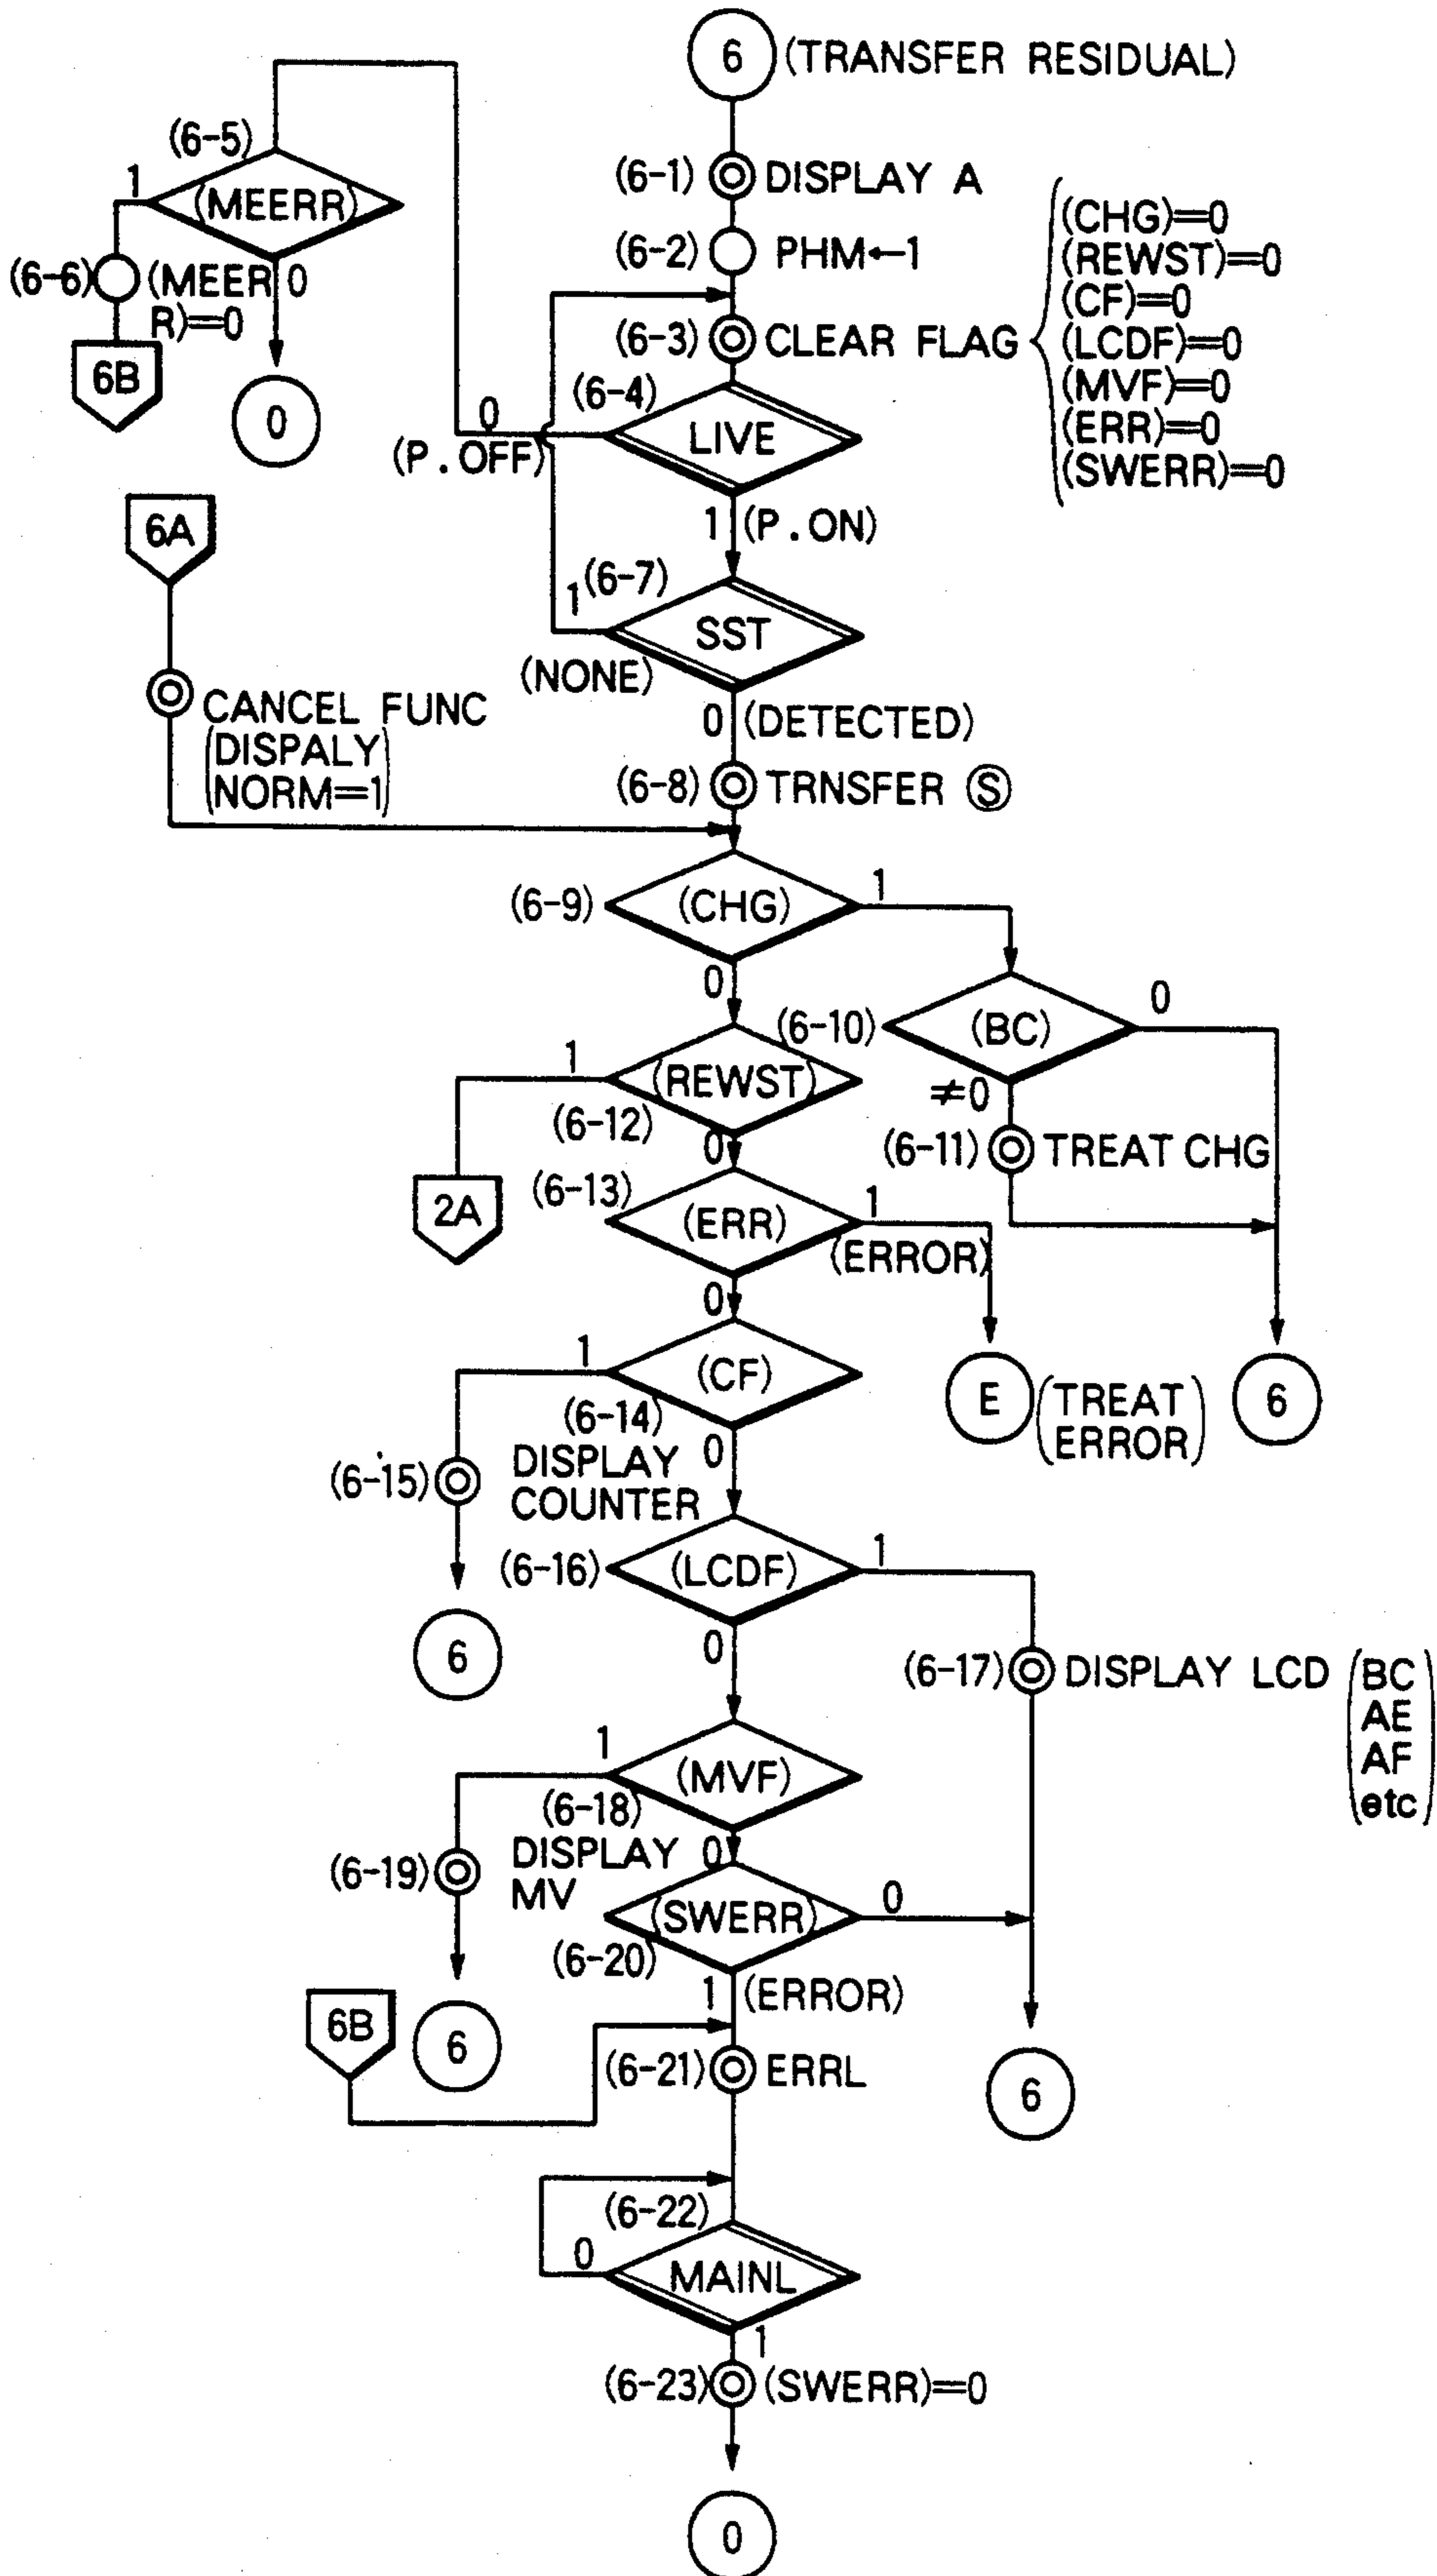 6 (TRANSFER RESIDUAL)
(6-1) DISPLAY A
(6-2) PHM←1
(6-3) CLEAR FLAG
(CHG)=0
(REWST)=0
(CF)=0
(LCDF)=0
(MVF)=0
(ERR)=0
(SWERR)=0
(6-5)
1 (MEERR)
0
(6-6) (MEER
R)=0
6B
0
(6-4)
LIVE
0
(P.OFF)
1 (P.ON)
6A
(6-7)
1
SST
(NONE)
0 (DETECTED)
CANCEL FUNC
(DISPALY
NORM=1)
(6-8) TRNSFER Ⓢ
(6-9) (CHG) 1
0
(6-10) (BC) 0
≠0
(6-11) TREAT CHG
1 (REWST)
(6-12)
0
2A
(6-13) (ERR) 1
(ERROR)
0
E (TREAT
ERROR)
6
1 (CF)
(6-14)
0
(6-15) DISPLAY
COUNTER
6
(6-16) (LCDF) 1
0
(6-17) DISPLAY LCD (BC
AE
AF
etc)
1 (MVF)
(6-18)
0
(6-19) DISPLAY
MV
6
(SWERR) 0
(6-20)
1 (ERROR)
6
6B
(6-21) ERRL
(6-22)
0 MAINL
1
(6-23) (SWERR)=0
0